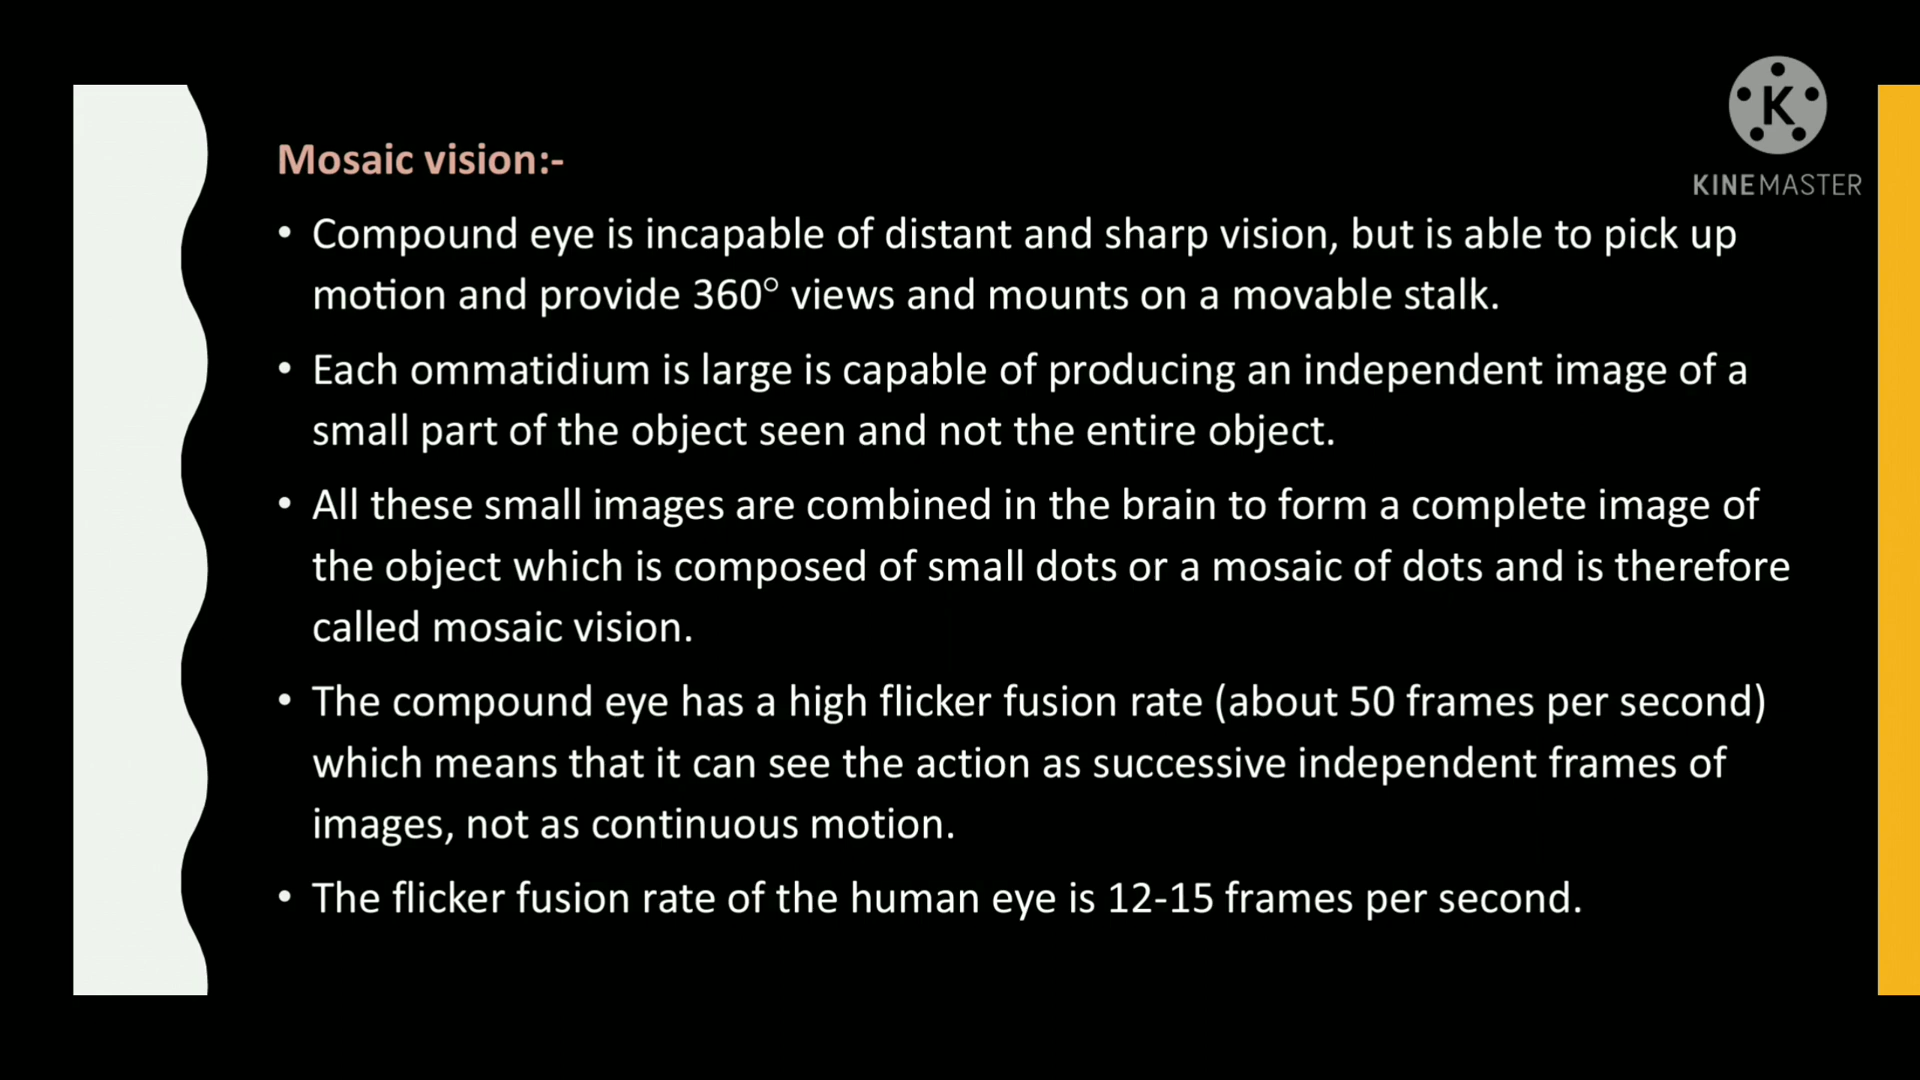 K
KINEMASTER
Mosaic vision:-
• Compound eye is incapable of distant and sharp vision, but is able to pick up
motion and provide 360° views and mounts on a movable stalk.
• Each ommatidium is large is capable of producing an independent image of a
small part of the object seen and not the entire object.
• All these small images are combined in the brain to form a complete image of
the object which is composed of small dots or a mosaic of dots and is therefore
called mosaic vision.
• The compound eye has a high flicker fusion rate (about 50 frames per second)
which means that it can see the action as successive independent frames of
images, not as continuous motion.
• The flicker fusion rate of the human eye is 12-15 frames per second.